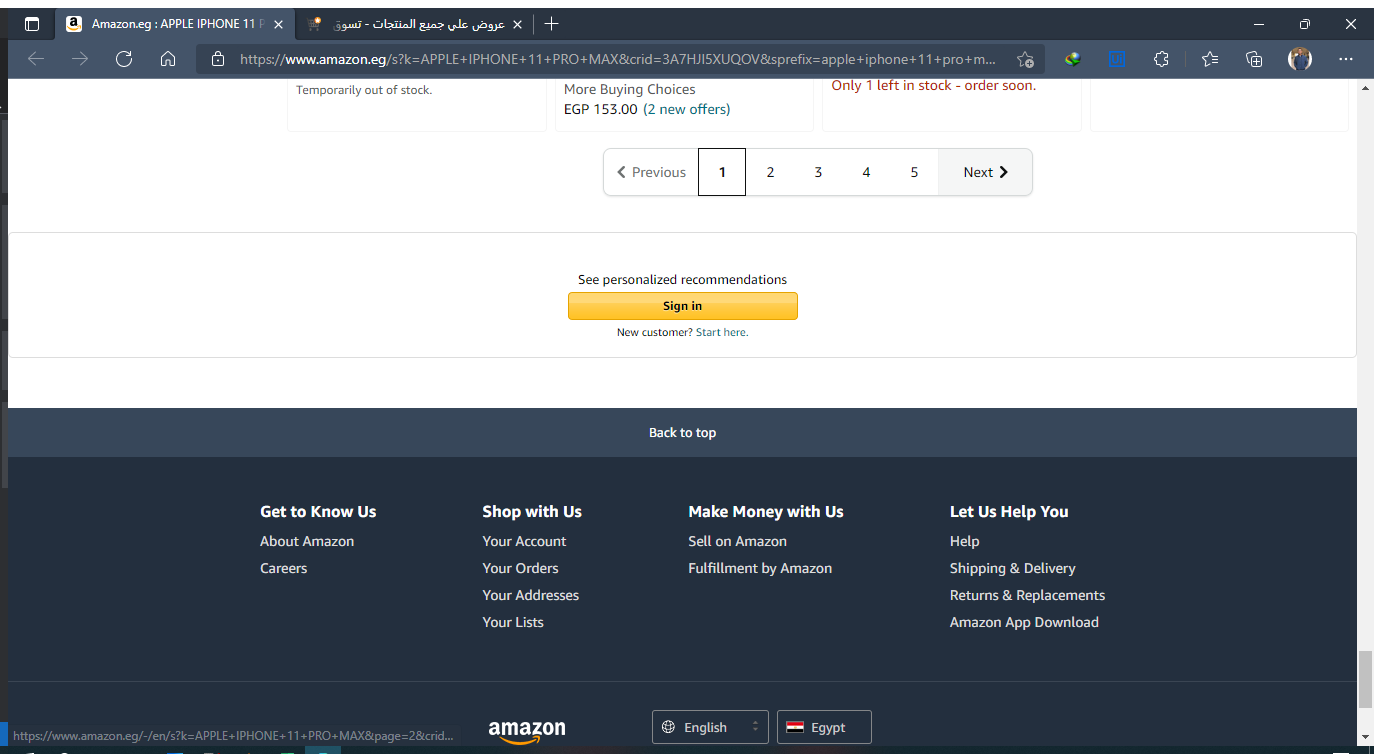 Amazon.eg : APPLE IPHONE 11 P
عروض علي جميع المنتجات - تسوق
https://www.amazon.eg/s?k=APPLE+IPHONE+11+PRO+MAX&crid=3A7HJI5XUQOV&sprefix=apple+iphone+11+pro+m...
Temporarily out of stock.
More Buying Choices
EGP 153.00 (2 new offers)
Only 1 left in stock - order soon.
Previous 1 2 3 4 5 Next
See personalized recommendations
Sign in
New customer? Start here.
Back to top
Get to Know Us
About Amazon
Careers
Shop with Us
Your Account
Your Orders
Your Addresses
Your Lists
Make Money with Us
Sell on Amazon
Fulfillment by Amazon
Let Us Help You
Help
Shipping & Delivery
Returns & Replacements
Amazon App Download
amazon
English
Egypt
https://www.amazon.eg/-/en/s?k=APPLE+IPHONE+11+PRO+MAX&page=2&crid...